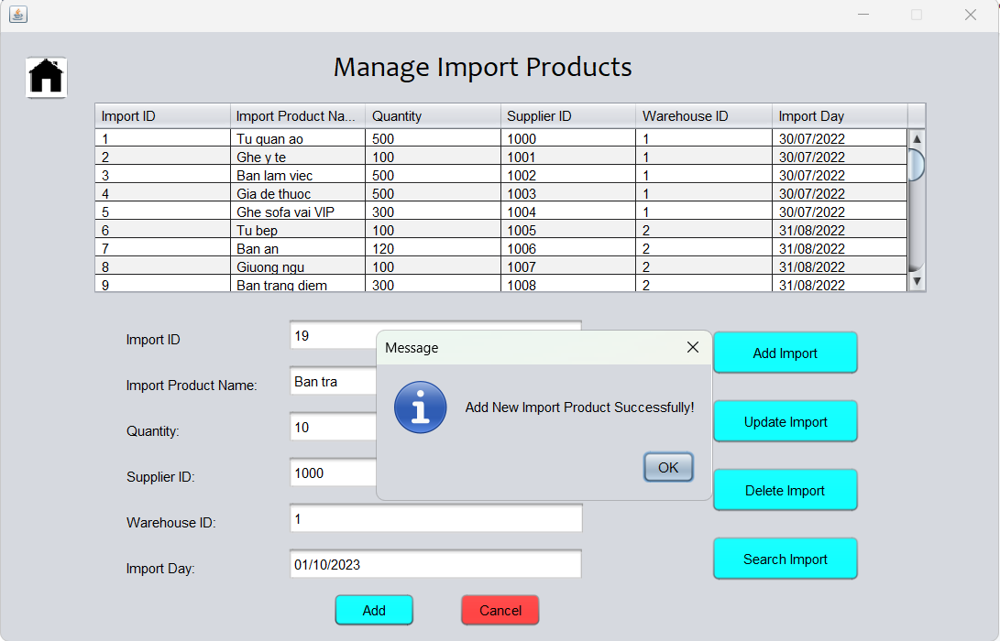 Manage Import Products
Import ID Import Product Na... Quantity Supplier ID Warehouse ID Import Day
1 Tu quan ao 500 1000 1 30/07/2022
2 Ghe y te 100 1001 1 30/07/2022
3 Ban lam viec 500 1002 1 30/07/2022
4 Gia de thuoc 500 1003 1 30/07/2022
5 Ghe sofa vai VIP 300 1004 1 30/07/2022
6 Tu bep 100 1005 2 31/08/2022
7 Ban an 120 1006 2 31/08/2022
8 Giuong ngu 100 1007 2 31/08/2022
9 Ban trang diem 300 1008 2 31/08/2022
Import ID 19
Import Product Name: Ban tra
Quantity: 10
Supplier ID: 1000
Warehouse ID: 1
Import Day: 01/10/2023
Add Cancel
Message
Add New Import Product Successfully!
OK
Add Import
Update Import
Delete Import
Search Import